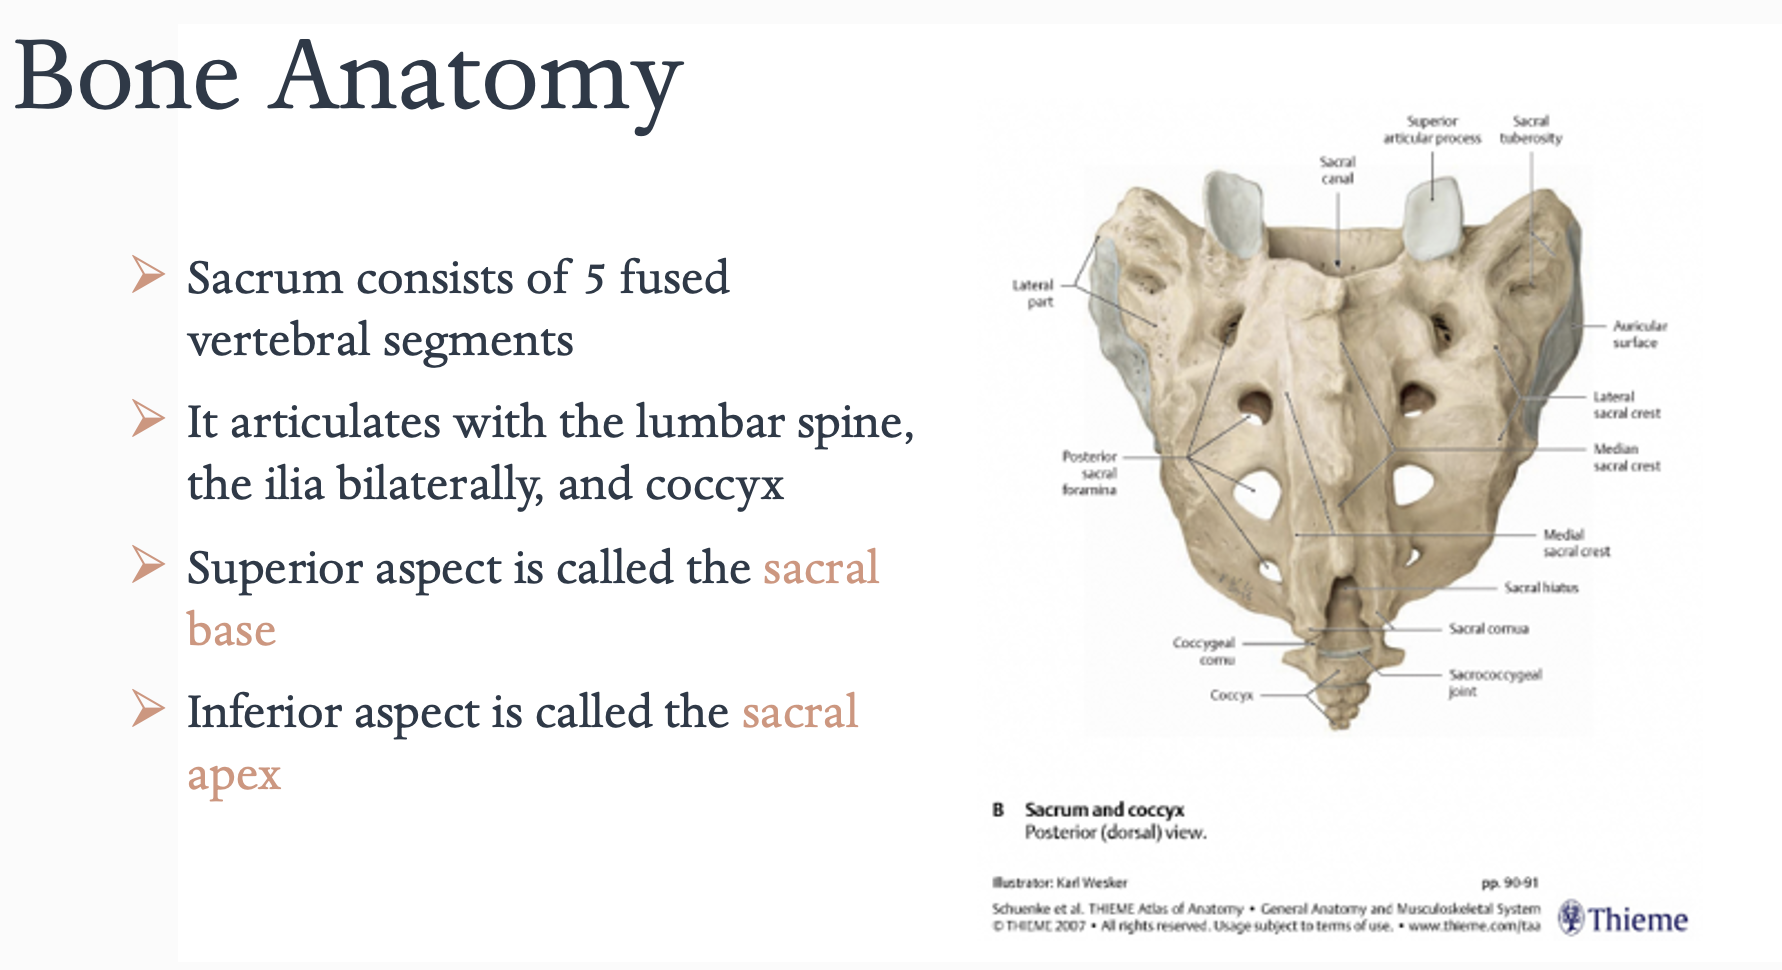 Bone Anatomy
Sacrum consists of 5 fused
vertebral segments
It articulates with the lumbar spine,
the ilia bilaterally, and coccyx
Superior aspect is called the sacral
base
Inferior aspect is called the sacral
apex
Superior
articular process
Sacral
tuberosity
Sacral
canal
Lateral
part
Auricular
surface
Lateral
sacral crest
Median
sacral crest
Posterior
sacral
foramina
Medial
sacral crest
Sacral hiatus
Sacral cornua
Coccygeal
cornu
Sacrococcygeal
joint
Coccyx
B Sacrum and coccyx
Posterior (dorsal) view.
Illustrator: Karl Wesker pp. 90-91
Schuenke et al. THIEME Atlas of Anatomy • General Anatomy and Musculoskeletal System
© THIEME 2007 • All rights reserved. Usage subject to terms of use. • www.thieme.com/taa
Thieme